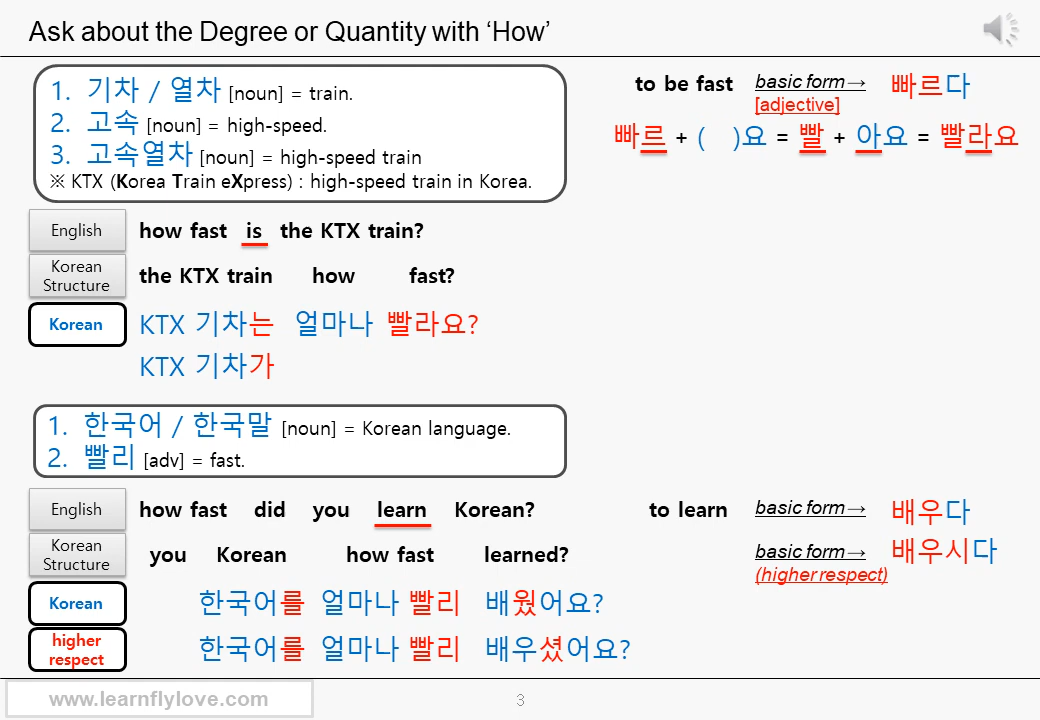 Ask about the Degree or Quantity with ‘How’
1. 기차 / 열차 [noun] = train.
2. 고속 [noun] = high-speed.
3. 고속열차 [noun] = high-speed train
※ KTX (Korea Train eXpress) : high-speed train in Korea.
to be fast basic form→ 빠르다
[adjective]
빠르 + ( )요 = 빨 + 아요 = 빨라요
English how fast is the KTX train?
Korean Structure the KTX train how fast?
Korean KTX 기차는 얼마나 빨라요?
KTX 기차가
1. 한국어 / 한국말 [noun] = Korean language.
2. 빨리 [adv] = fast.
English how fast did you learn Korean?
to learn basic form→ 배우다
Korean Structure you Korean how fast learned?
basic form→ 배우시다
(higher respect)
Korean 한국어를 얼마나 빨리 배웠어요?
higher respect 한국어를 얼마나 빨리 배우셨어요?
www.learnflylove.com
3